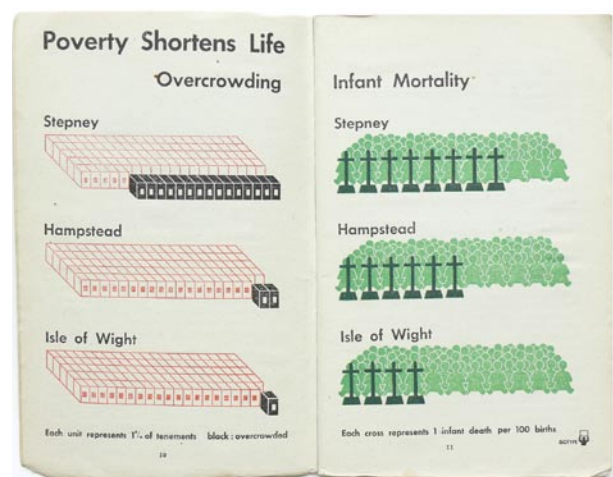 Poverty Shortens Life
Overcrowding
Stepney
Hampstead
Isle of Wight
Each unit represents 1% of tenements black: overcrowded
10
Infant Mortality
Stepney
Hampstead
Isle of Wight
Each cross represents 1 infant death per 100 births
11
ISOTYPE